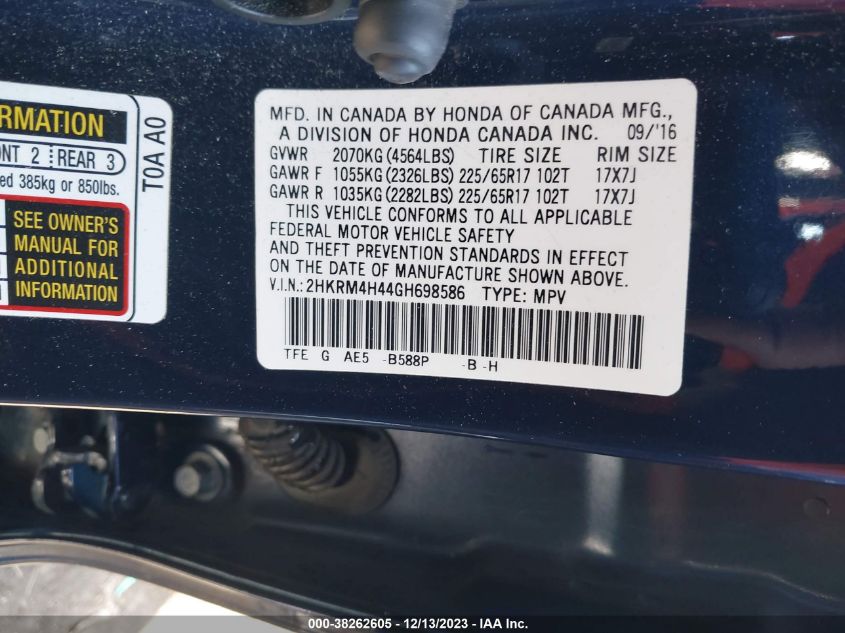 RMATION
NT 2 REAR 3
ed 385kg or 850lbs.
SEE OWNER'S
MANUAL FOR
ADDITIONAL
INFORMATION
T0A A0
MFD. IN CANADA BY HONDA OF CANADA MFG.,
A DIVISION OF HONDA CANADA INC. 09/'16
GVWR 2070KG (4564LBS) TIRE SIZE RIM SIZE
GAWR F 1055KG (2326LBS) 225/65R17 102T 17X7J
GAWR R 1035KG (2282LBS) 225/65R17 102T 17X7J
THIS VEHICLE CONFORMS TO ALL APPLICABLE
FEDERAL MOTOR VEHICLE SAFETY
AND THEFT PREVENTION STANDARDS IN EFFECT
ON THE DATE OF MANUFACTURE SHOWN ABOVE.
V.I.N.: 2HKRM4H44GH698586 TYPE: MPV
TFE G AE5 -B588P -B -H
000-38262605 - 12/13/2023 - IAA Inc.